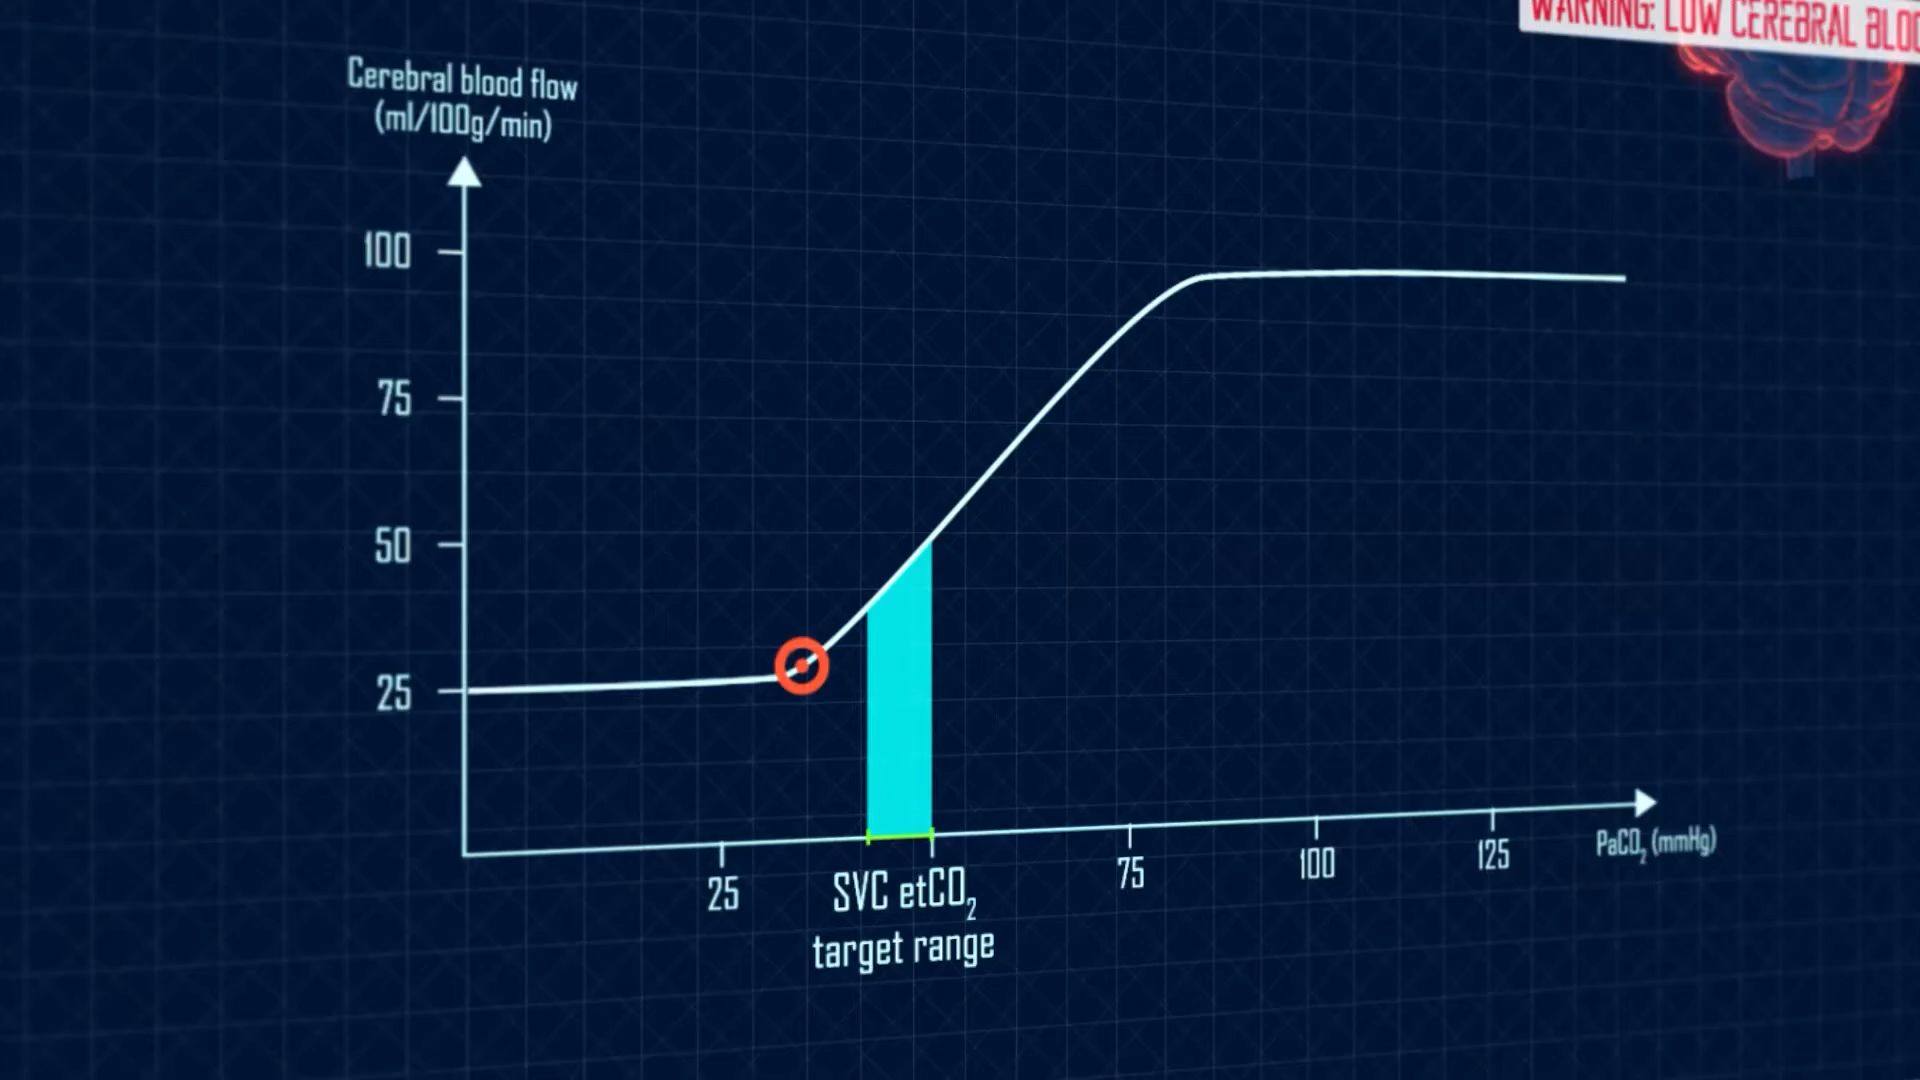 WARNING: LOW CEREBRAL
Cerebral blood flow
(ml/100g/min)
100
75
50
25
25
75
100
125
PaCO₂ (mmHg)
SVC etCO₂
target range